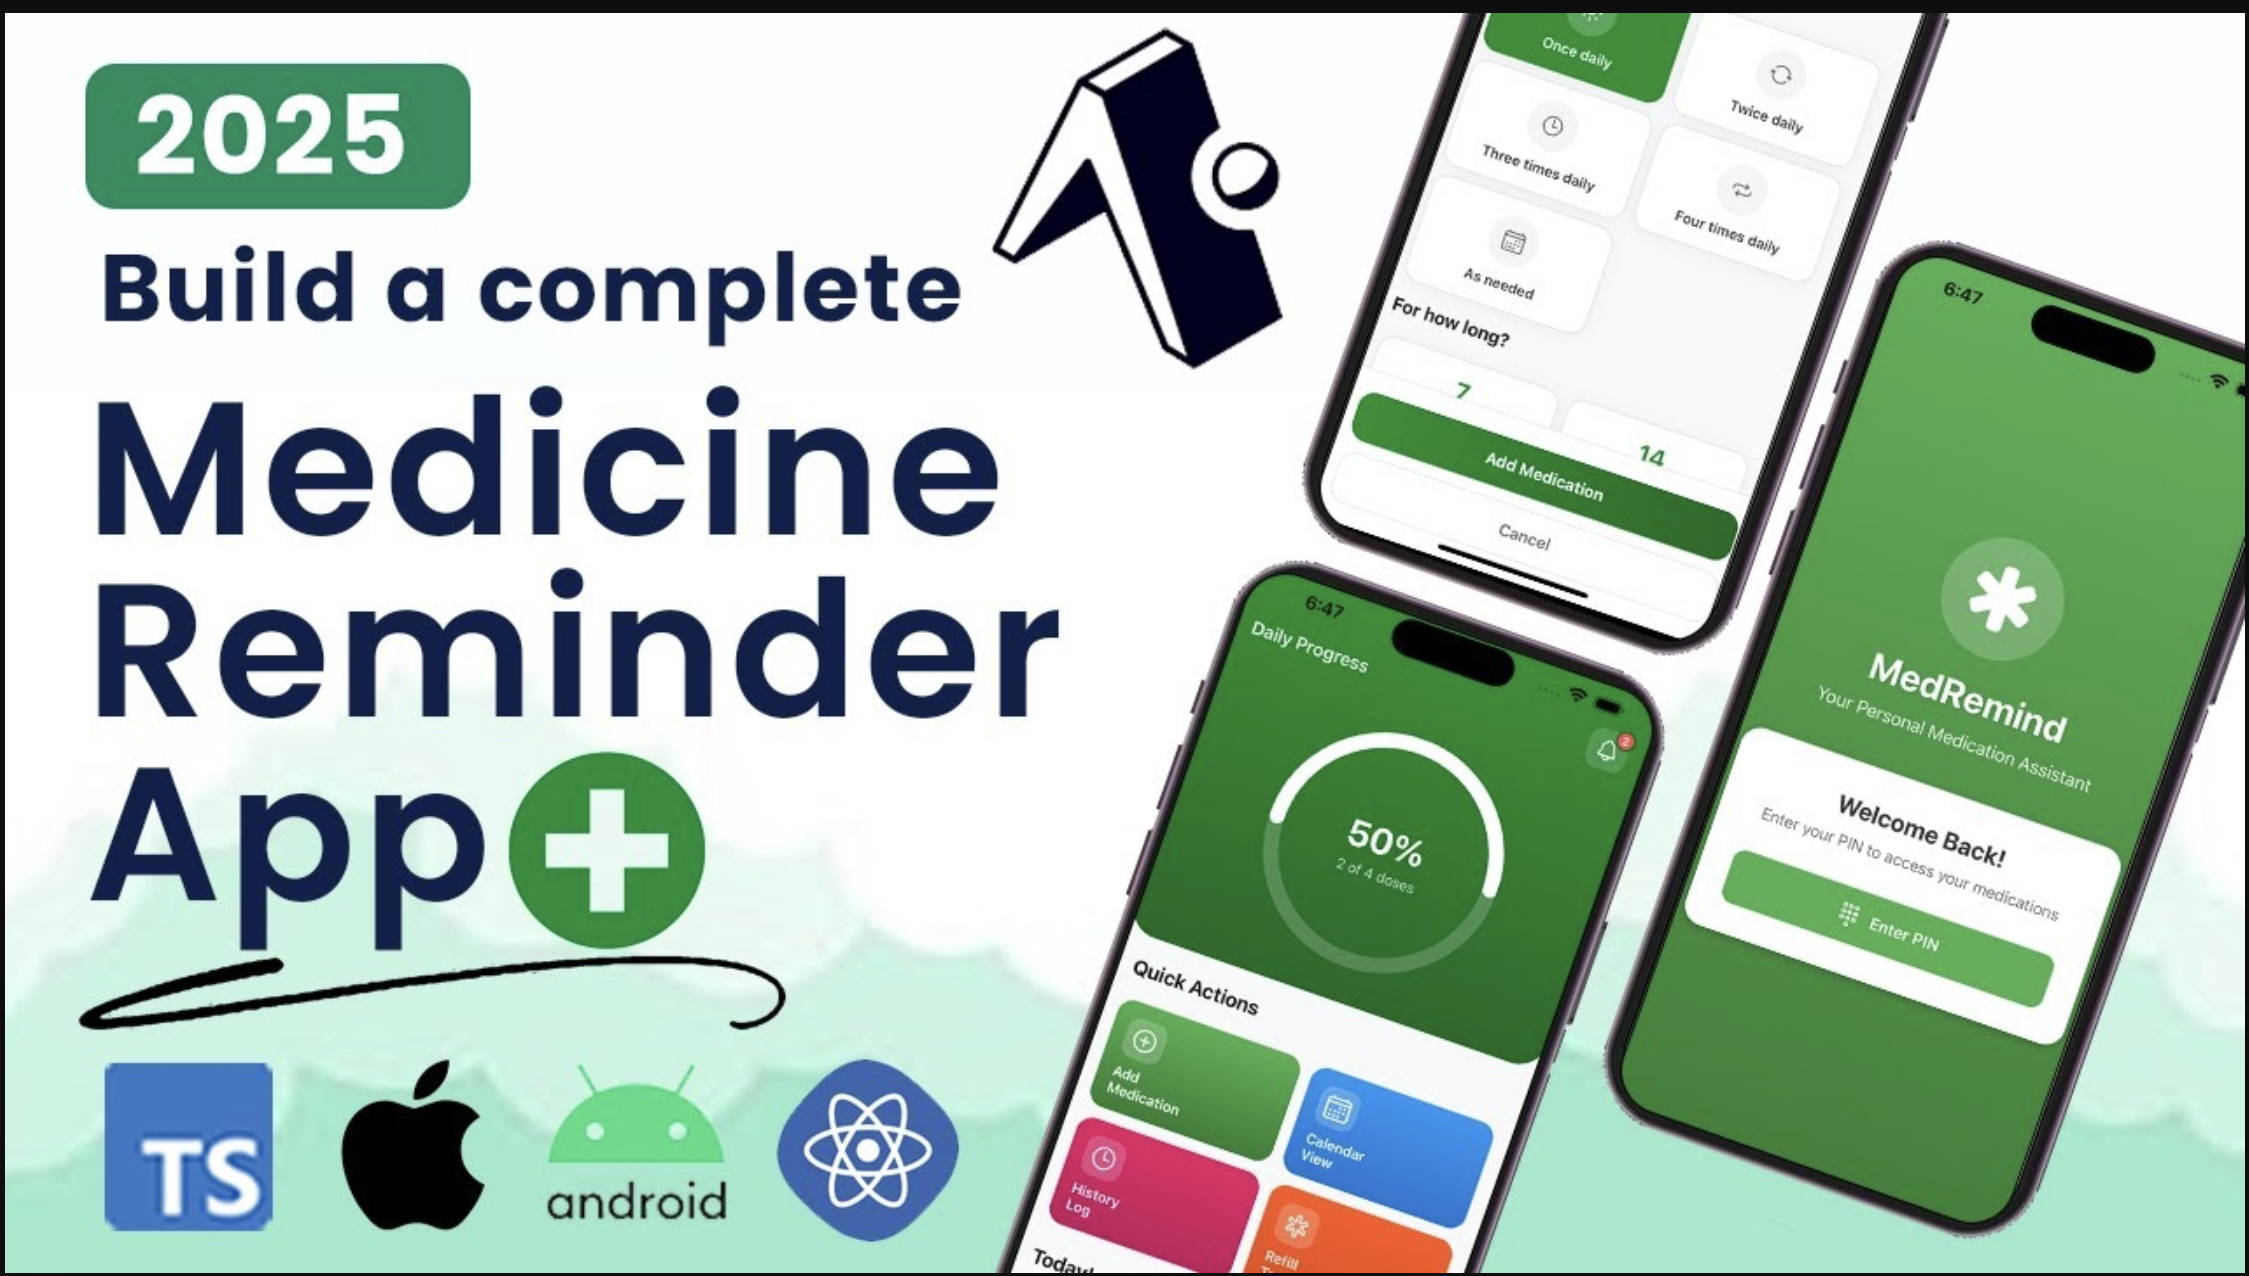 2025
Build a complete
Medicine
Reminder
App
TS
android
Once daily
Twice daily
Three times daily
Four times daily
As needed
For how long?
7
14
Add Medication
Cancel
6:47
Daily Progress
2
50%
2 of 4 doses
Quick Actions
Add
Medication
Calendar
View
History
Log
Refill
6:47
MedRemind
Your Personal Medication Assistant
Welcome Back!
Enter your PIN to access your medications
Enter PIN